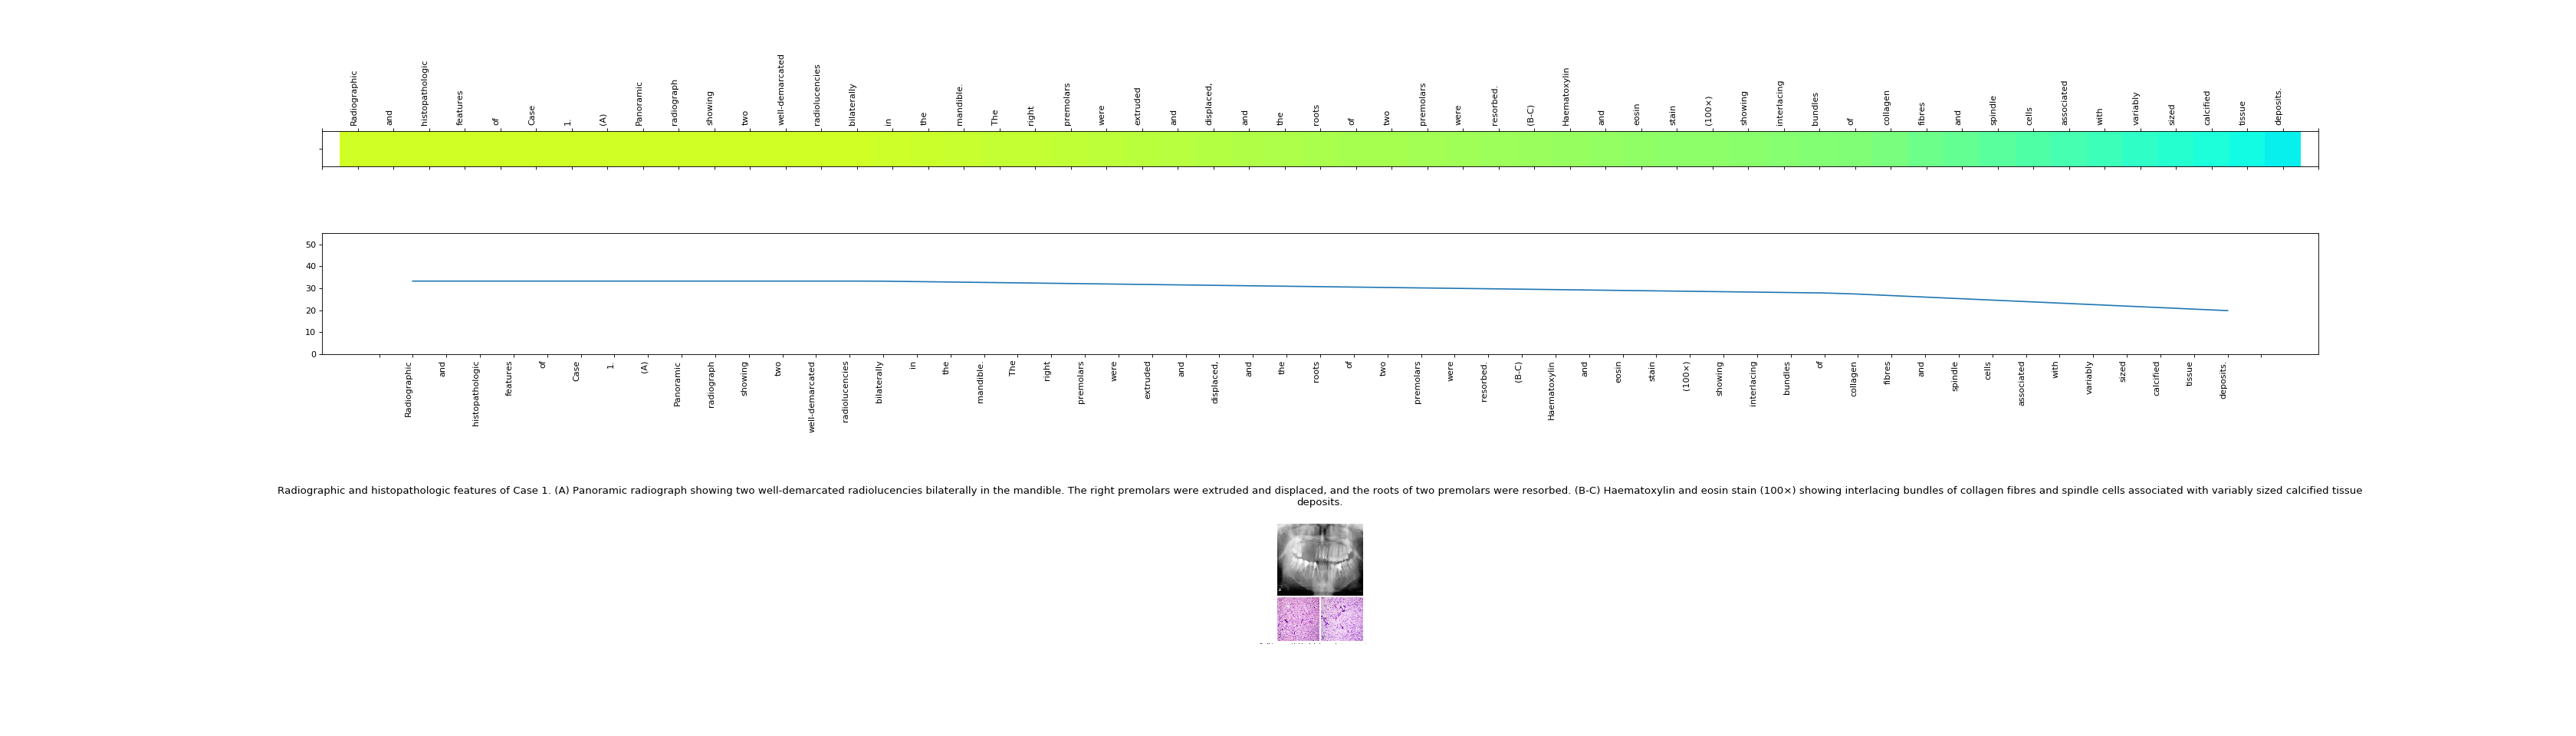 Radiographic and histopathologic features of Case 1. (A) Panoramic radiograph showing two well-demarcated radiolucencies bilaterally in the mandible. The right premolars were extruded and displaced, and the roots of two premolars were resorbed. (B-C) Haematoxylin and eosin stain (100×) showing interlacing bundles of collagen fibres and spindle cells associated with variably sized calcified tissue deposits.
50
40
30
20
10
0
Radiographic and histopathologic features of Case 1. (A) Panoramic radiograph showing two well-demarcated radiolucencies bilaterally in the mandible. The right premolars were extruded and displaced, and the roots of two premolars were resorbed. (B-C) Haematoxylin and eosin stain (100×) showing interlacing bundles of collagen fibres and spindle cells associated with variably sized calcified tissue deposits.
Radiographic and histopathologic features of Case 1. (A) Panoramic radiograph showing two well-demarcated radiolucencies bilaterally in the mandible. The right premolars were extruded and displaced, and the roots of two premolars were resorbed. (B-C) Haematoxylin and eosin stain (100×) showing interlacing bundles of collagen fibres and spindle cells associated with variably sized calcified tissue
deposits.